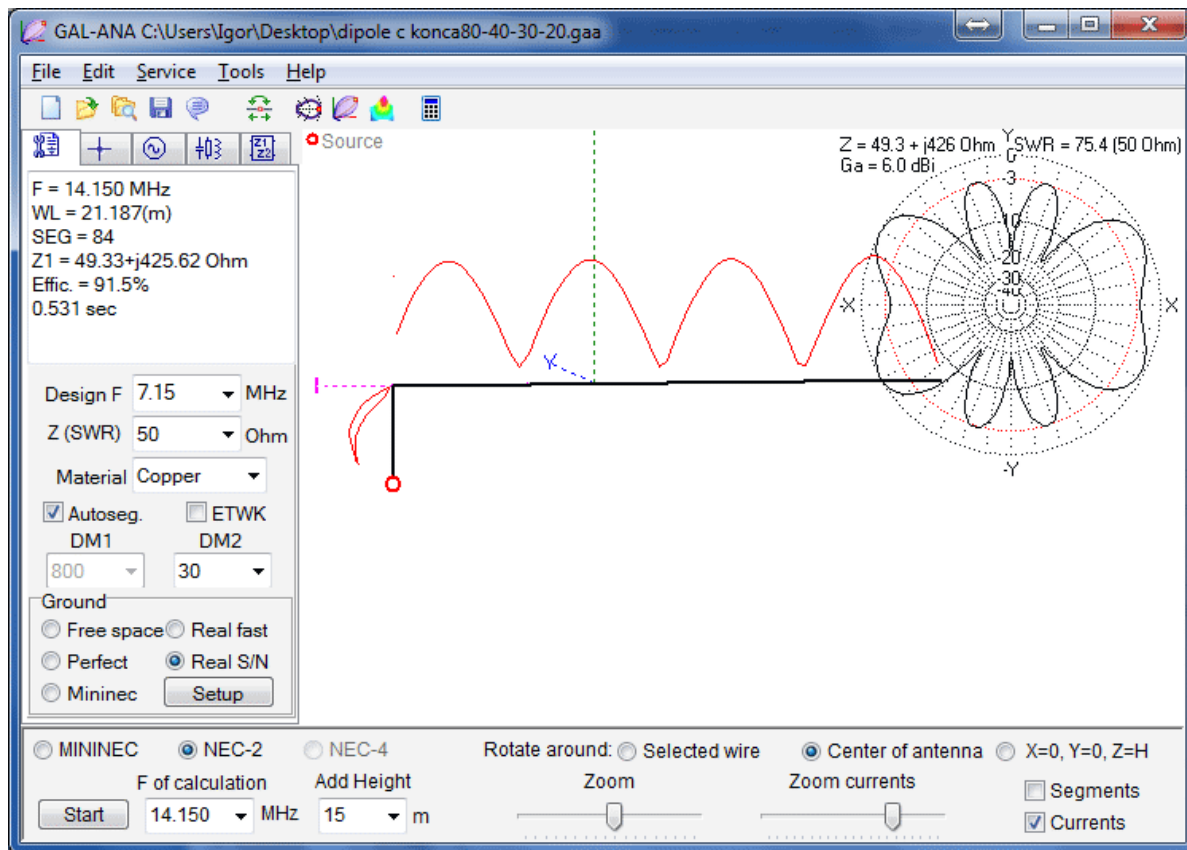 GAL-ANA C:\Users\Igor\Desktop\dipole c konca80-40-30-20.gaa
File Edit Service Tools Help
Z1
Z2
F = 14.150 MHz
WL = 21.187(m)
SEG = 84
Z1 = 49.33+j425.62 Ohm
Effic. = 91.5%
0.531 sec
Source
Z = 49.3 + j426 Ohm
SWR = 75.4 (50 Ohm)
Ga = 6.0 dBi
Y
0
-3
-10
-20
-30
-40
-X
X
-Y
Y
Design F 7.15 MHz
Z (SWR) 50 Ohm
Material Copper
Autoseg. ETWK
DM1 DM2
800 30
Ground
Free space Real fast
Perfect Real S/N
Mininec Setup
MININEC NEC-2 NEC-4 Rotate around: Selected wire Center of antenna X=0, Y=0, Z=H
F of calculation Add Height Zoom Zoom currents
Segments
Start 14.150 MHz 15 m
Currents